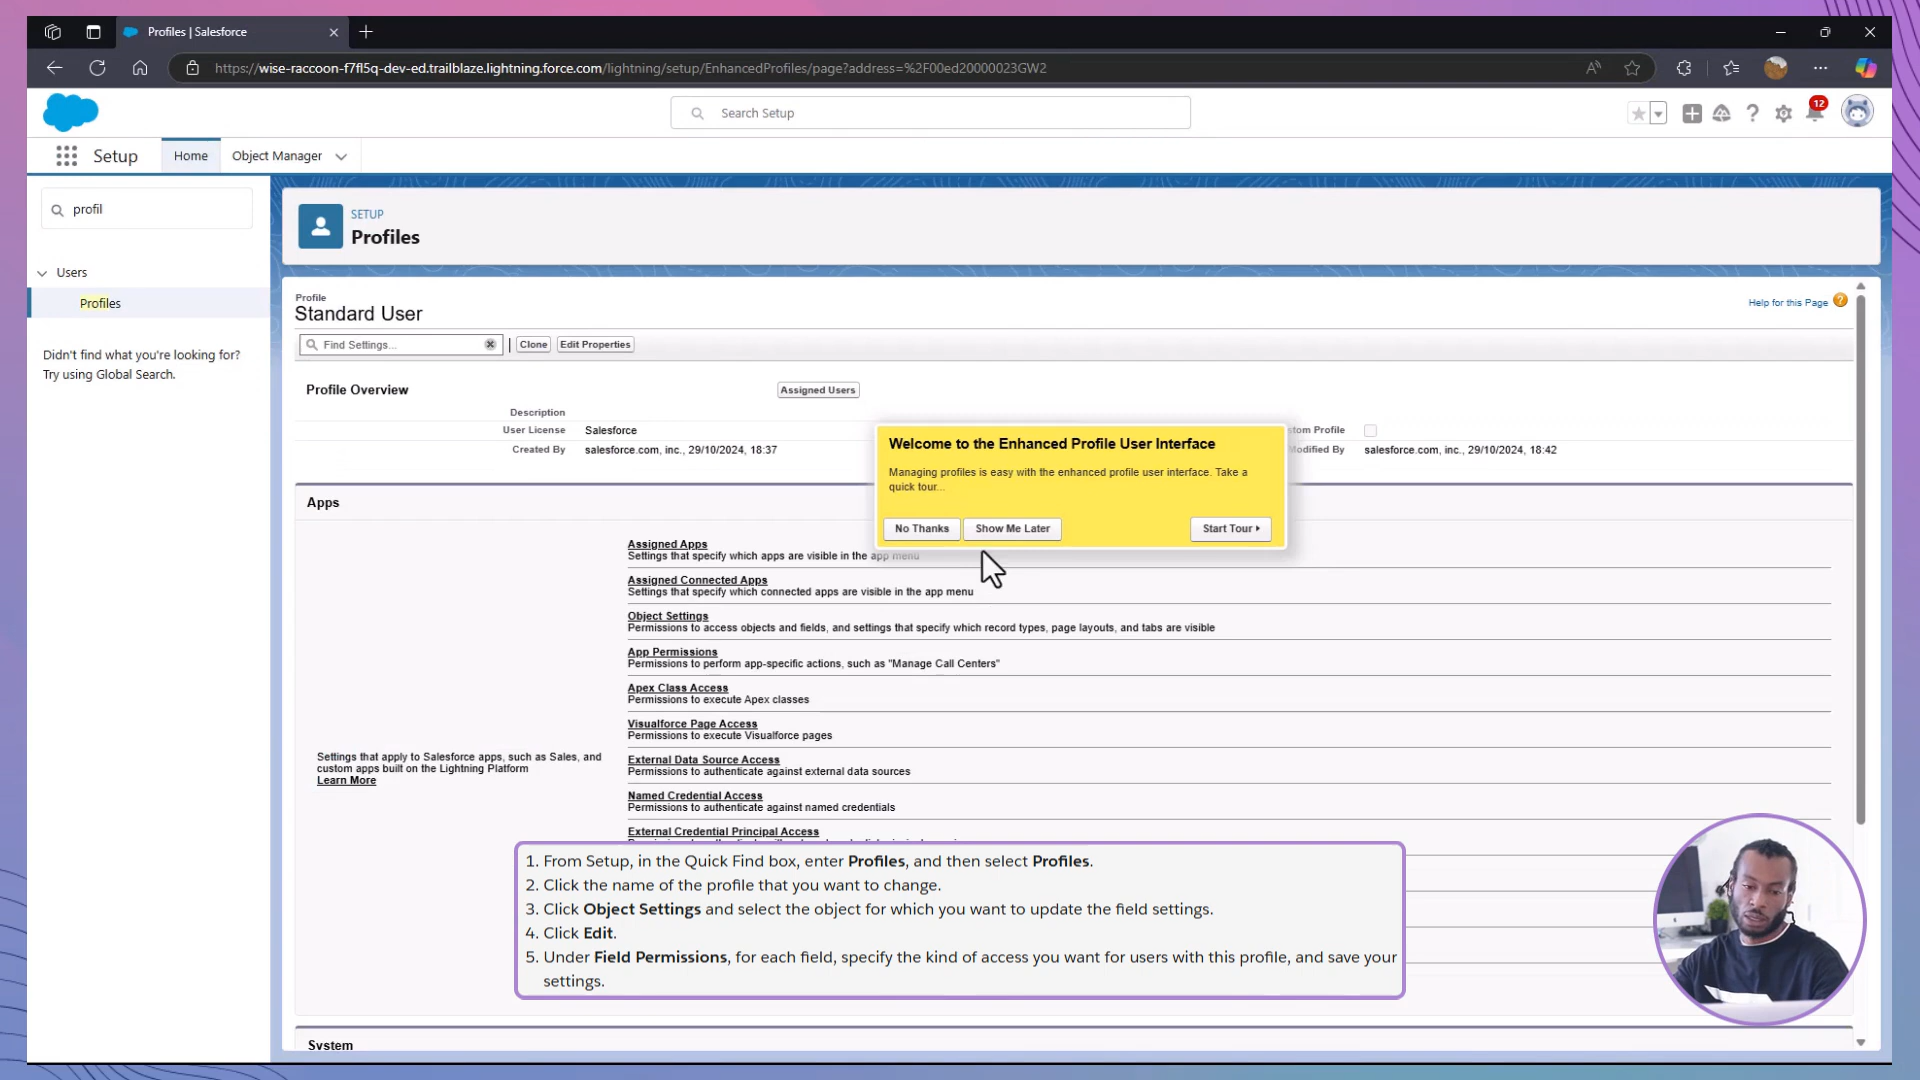 Profiles | Salesforce
https://wise-raccoon-f7fl5q-dev-ed.trailblaze.lightning.force.com/lightning/setup/EnhancedProfiles/page?address=%2F00ed20000023GW2
Search Setup
12
Setup
Home
Object Manager
profil
Users
Profiles
Didn't find what you're looking for?
Try using Global Search.
SETUP
Profiles
Profile
Standard User
Help for this Page
Find Settings...
Clone
Edit Properties
Profile Overview
Assigned Users
Description
User License Salesforce
Created By salesforce.com, inc., 29/10/2024, 18:37
tom Profile
Modified By salesforce.com, inc., 29/10/2024, 18:42
Welcome to the Enhanced Profile User Interface
Managing profiles is easy with the enhanced profile user interface. Take a
quick tour...
No Thanks
Show Me Later
Start Tour
Apps
Settings that apply to Salesforce apps, such as Sales, and
custom apps built on the Lightning Platform
Learn More
Assigned Apps
Settings that specify which apps are visible in the app menu
Assigned Connected Apps
Settings that specify which connected apps are visible in the app menu
Object Settings
Permissions to access objects and fields, and settings that specify which record types, page layouts, and tabs are visible
App Permissions
Permissions to perform app-specific actions, such as "Manage Call Centers"
Apex Class Access
Permissions to execute Apex classes
Visualforce Page Access
Permissions to execute Visualforce pages
External Data Source Access
Permissions to authenticate against external data sources
Named Credential Access
Permissions to authenticate against named credentials
External Credential Principal Access
1. From Setup, in the Quick Find box, enter Profiles, and then select Profiles.
2. Click the name of the profile that you want to change.
3. Click Object Settings and select the object for which you want to update the field settings.
4. Click Edit.
5. Under Field Permissions, for each field, specify the kind of access you want for users with this profile, and save your
settings.
System